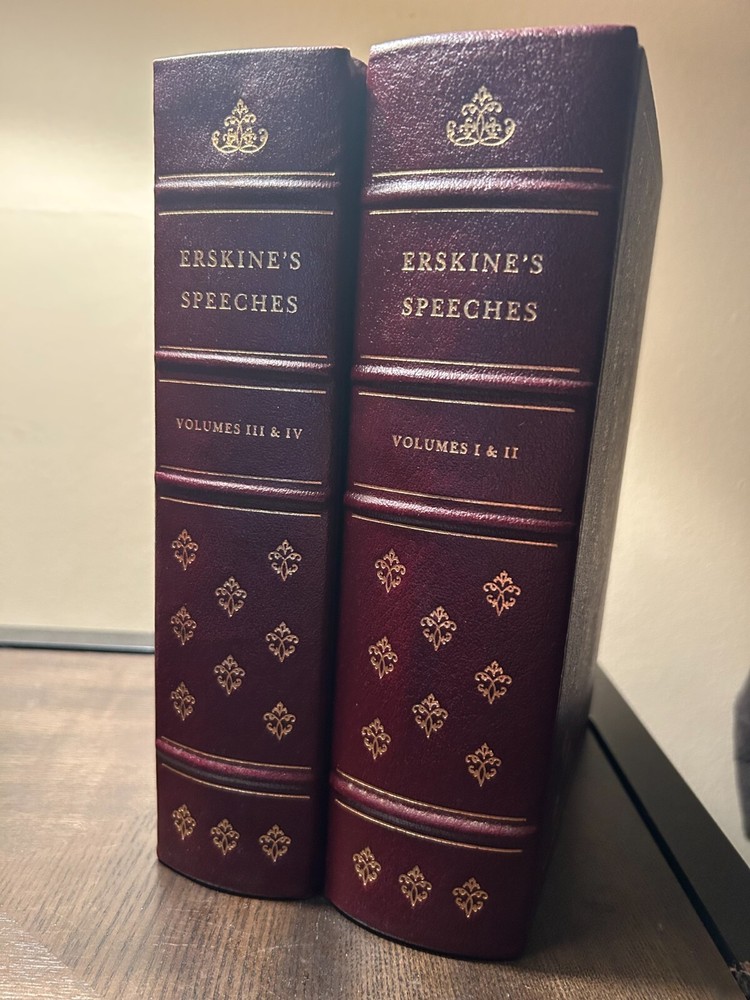 ERSKINE'S
SPEECHES
VOLUMES III & IV
ERSKINE'S
SPEECHES
VOLUMES I & II